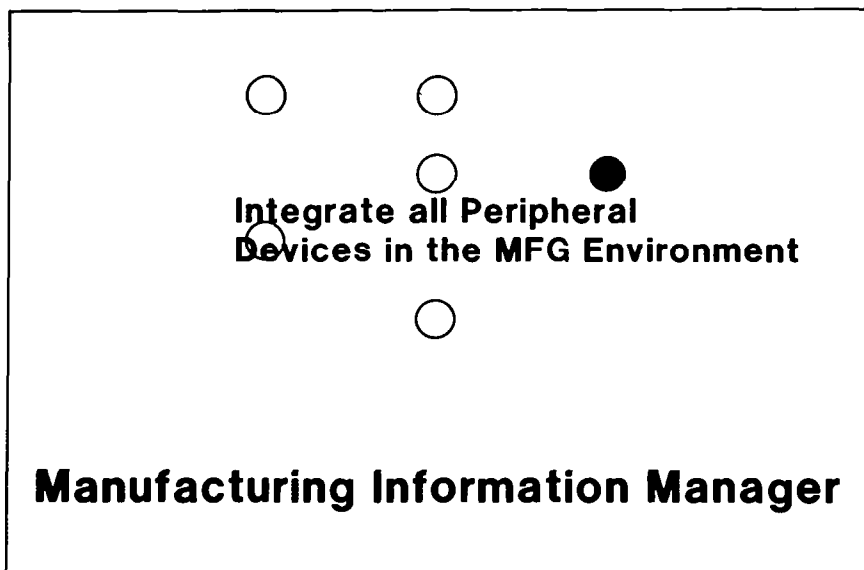 Integrate all Peripheral
Devices in the MFG Environment
Manufacturing Information Manager